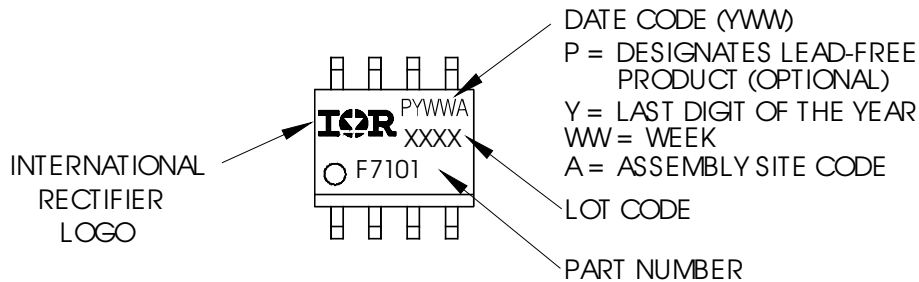 DATE CODE (YWW)
P = DESIGNATES LEAD-FREE
PRODUCT (OPTIONAL)
Y = LAST DIGIT OF THE YEAR
WW = WEEK
A = ASSEMBLY SITE CODE
LOT CODE
PART NUMBER
INTERNATIONAL
RECTIFIER
LOGO
IOR
PYWWA
XXXX
F7101